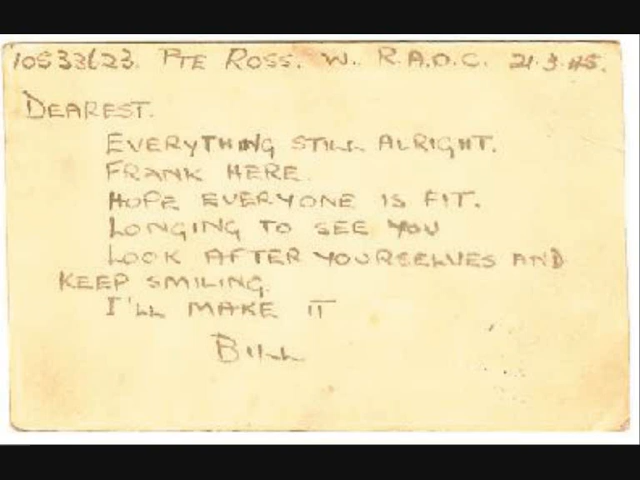 10533623. PTE ROSS. W. R.A.O.C. 21.3.45.
DEAREST.
EVERYTHING STILL ALRIGHT.
FRANK HERE.
HOPE EVERYONE IS FIT.
LONGING TO SEE YOU
LOOK AFTER YOURSELVES AND
KEEP SMILING.
I'LL MAKE IT
BILL